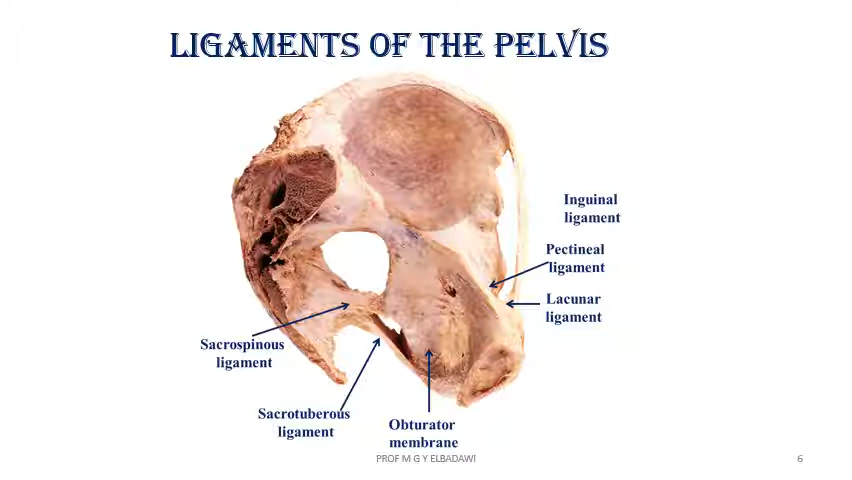 LIGAMENTS OF THE PELVIS
Inguinal
ligament
Pectineal
ligament
Lacunar
ligament
Sacrospinous
ligament
Sacrotuberous
ligament
Obturator
membrane
PROF M G Y ELBADAWI
6